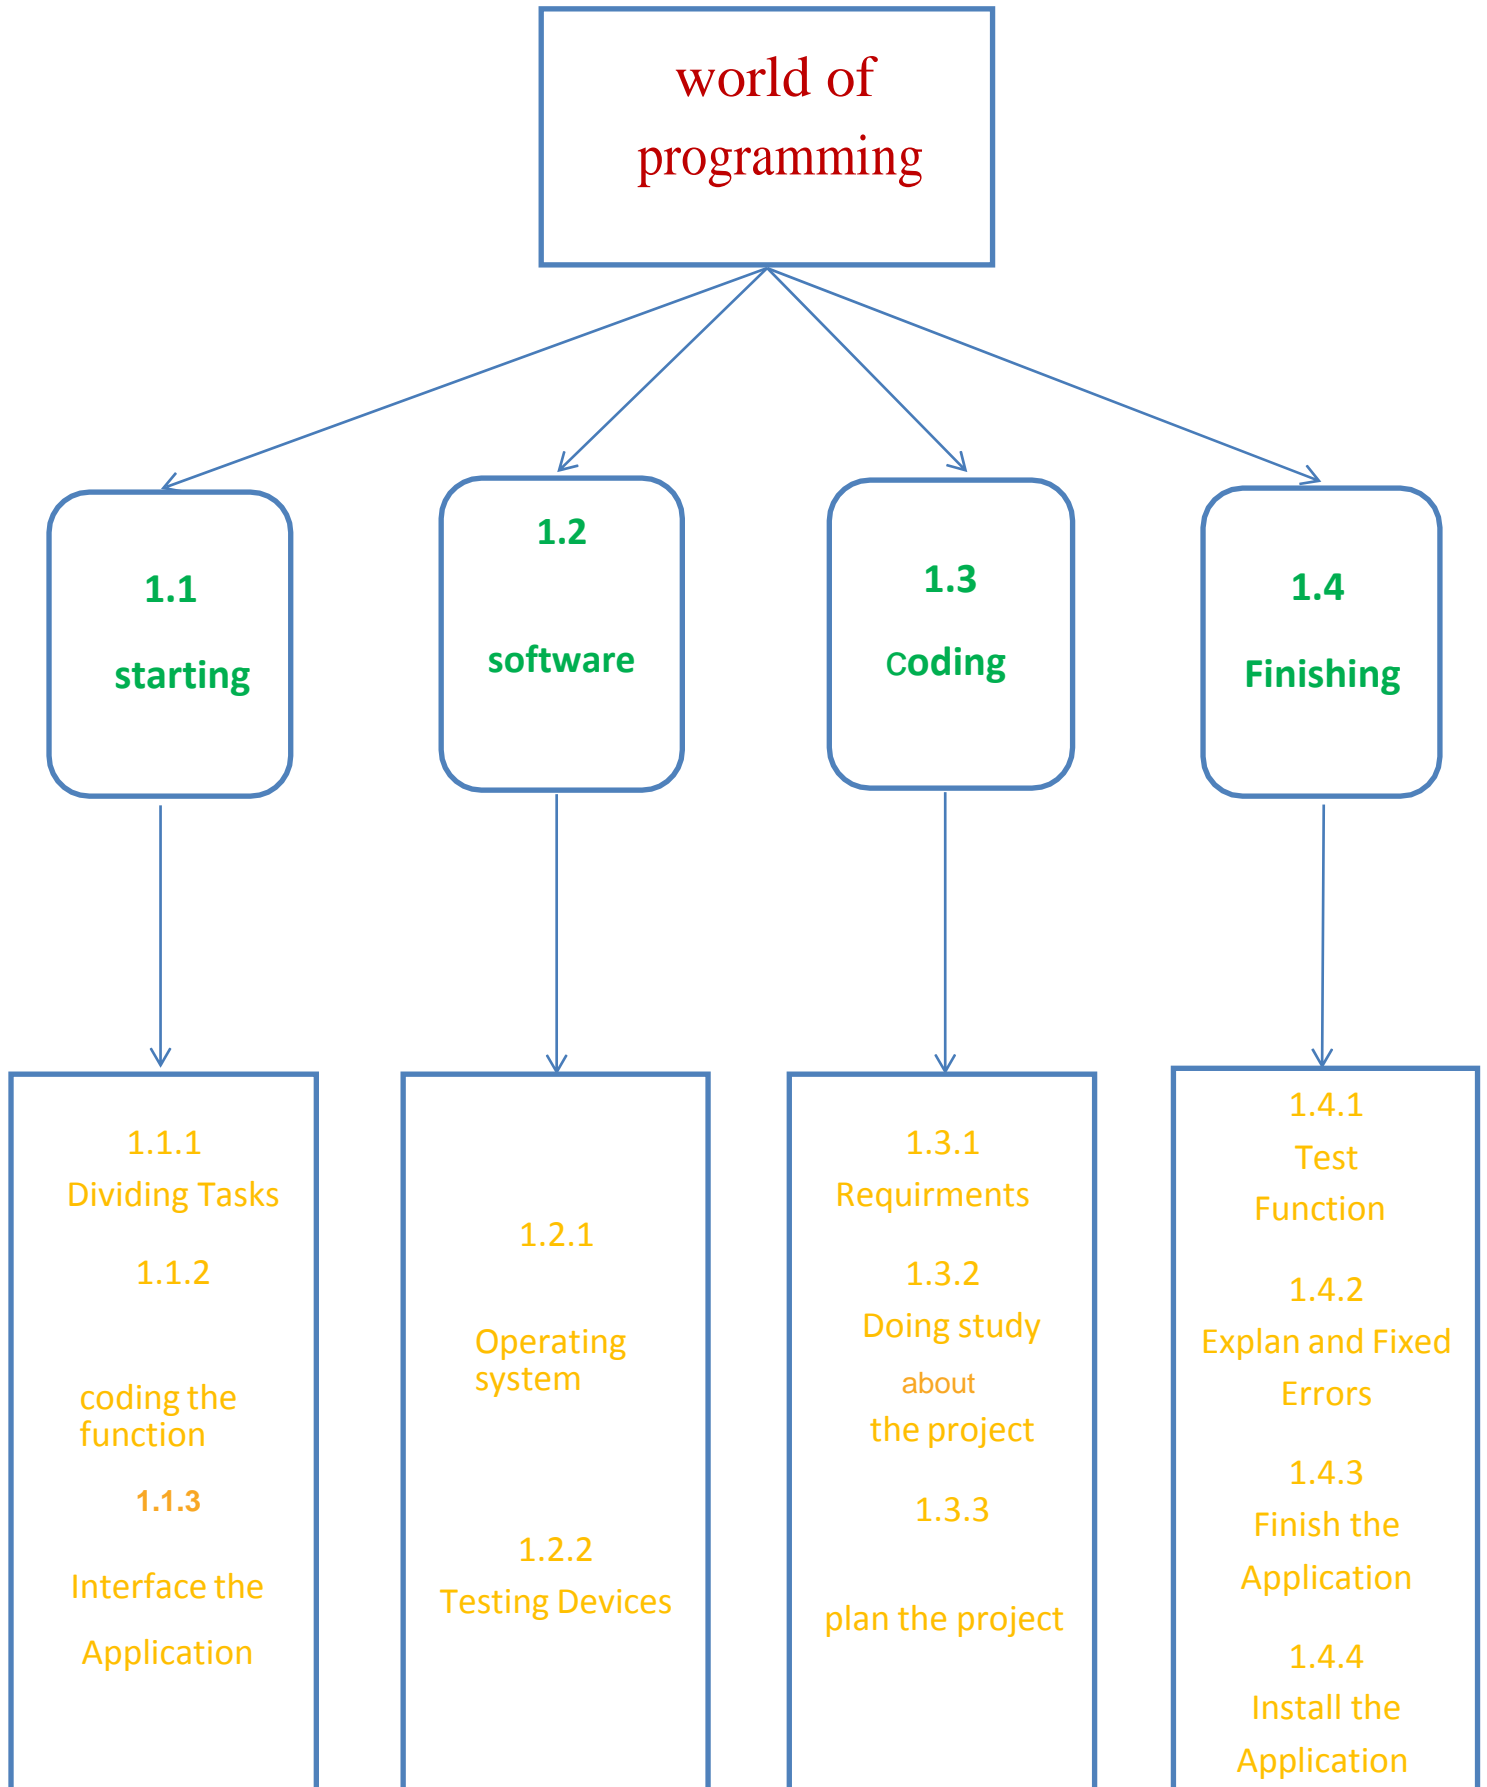 world of
programming
1.1
starting
1.2
software
1.3
Coding
1.4
Finishing
1.1.1
Dividing Tasks
1.1.2
coding the
function
1.1.3
Interface the
Application
1.2.1
Operating
system
1.2.2
Testing Devices
1.3.1
Requirments
1.3.2
Doing study
about
the project
1.3.3
plan the project
1.4.1
Test
Function
1.4.2
Explan and Fixed
Errors
1.4.3
Finish the
Application
1.4.4
Install the
Application